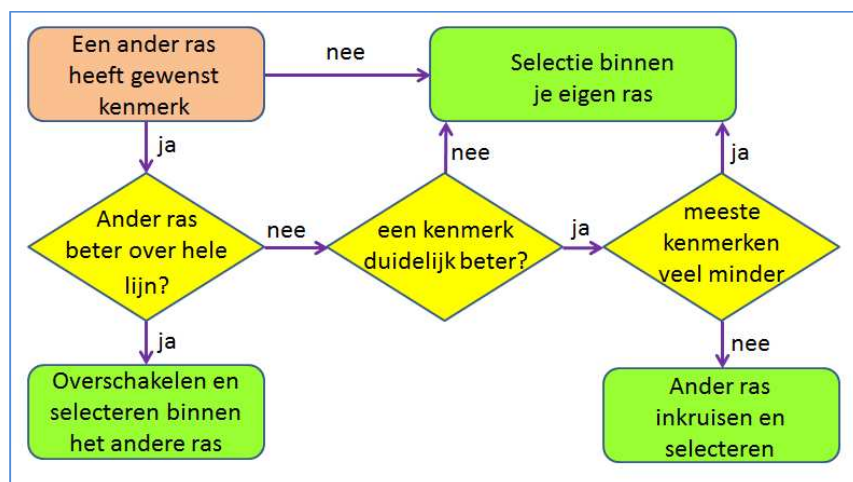 Een ander ras
heeft gewenst
kenmerk
nee
Selectie binnen
je eigen ras
ja
nee
ja
Ander ras
beter over hele
lijn?
nee
een kenmerk
duidelijk beter?
ja
meeste
kenmerken
veel minder
ja
nee
Overschakelen en
selecteren binnen
het andere ras
Ander ras
inkruisen en
selecteren